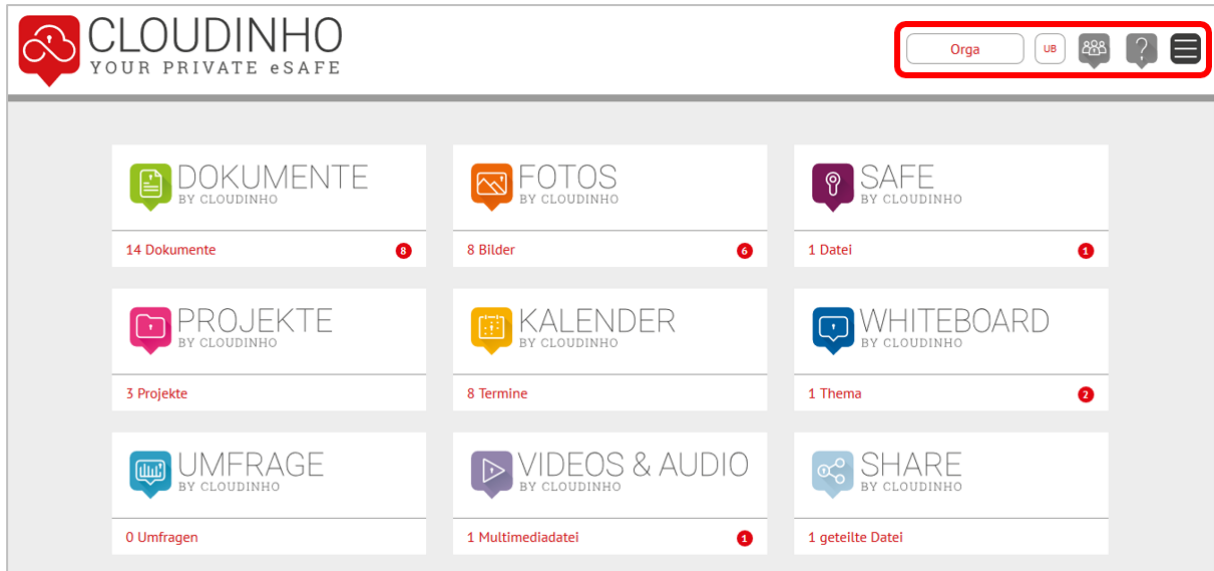 CLOUDINHO
YOUR PRIVATE eSAFE
Orga
UB
?
DOKUMENTE
BY CLOUDINHO
14 Dokumente
8
FOTOS
BY CLOUDINHO
8 Bilder
6
SAFE
BY CLOUDINHO
1 Datei
1
PROJEKTE
BY CLOUDINHO
3 Projekte
KALENDER
BY CLOUDINHO
8 Termine
WHITEBOARD
BY CLOUDINHO
1 Thema
2
UMFRAGE
BY CLOUDINHO
0 Umfragen
VIDEOS & AUDIO
BY CLOUDINHO
1 Multimediadatei
1
SHARE
BY CLOUDINHO
1 geteilte Datei